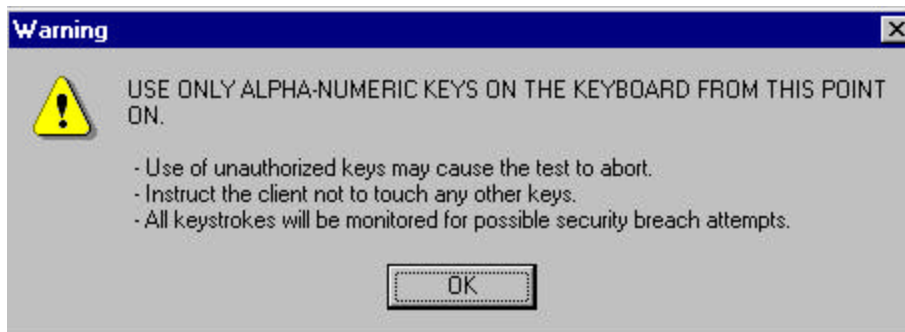 Warning
USE ONLY ALPHA-NUMERIC KEYS ON THE KEYBOARD FROM THIS POINT
ON.
- Use of unauthorized keys may cause the test to abort.
- Instruct the client not to touch any other keys.
- All keystrokes will be monitored for possible security breach attempts.
OK